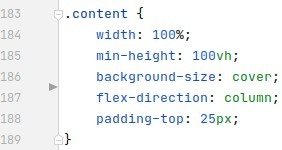 183 .content {
184 width: 100%;
185 min-height: 100vh;
186 background-size: cover;
187 flex-direction: column;
188 padding-top: 25px;
189 }